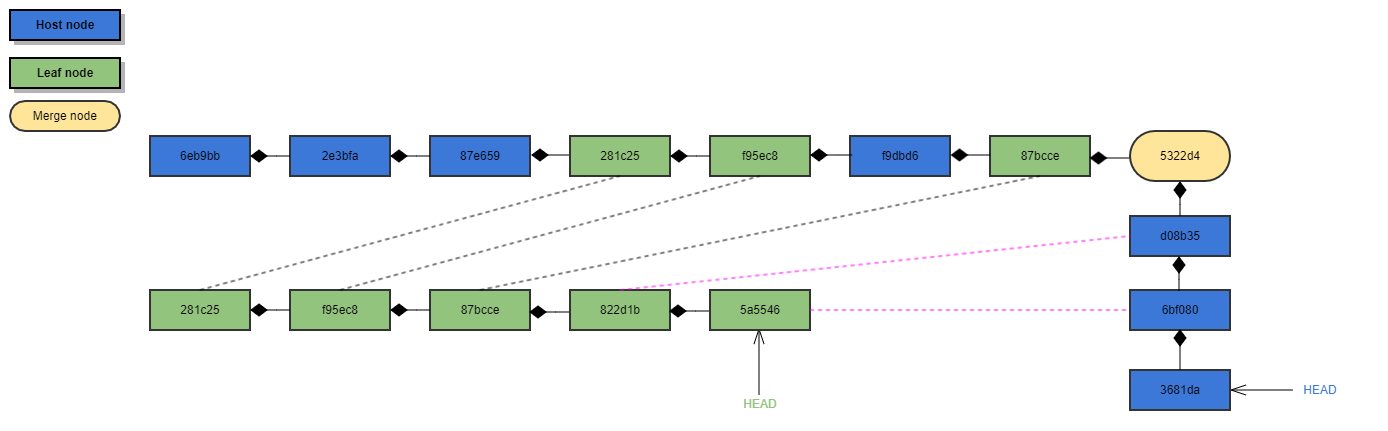 Host node
Leaf node
Merge node
6eb9bb 2e3bfa 87e659 281c25 f95ec8 f9dbd6 87bcce 5322d4
d08b35
281c25 f95ec8 87bcce 822d1b 5a5546 6bf080
3681da HEAD
HEAD